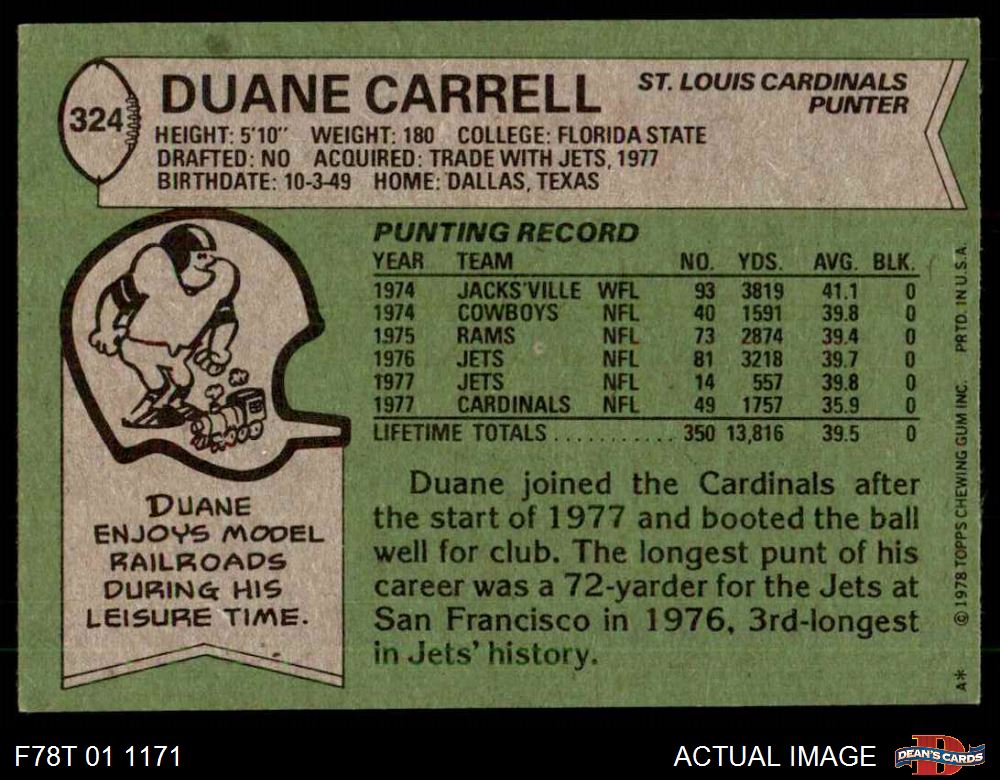 324
DUANE CARRELL
ST. LOUIS CARDINALS
PUNTER
HEIGHT: 5'10" WEIGHT: 180 COLLEGE: FLORIDA STATE
DRAFTED: NO ACQUIRED: TRADE WITH JETS, 1977
BIRTHDATE: 10-3-49 HOME: DALLAS, TEXAS
DUANE
ENJOYS MODEL
RAILROADS
DURING HIS
LEISURE TIME.
PUNTING RECORD
YEAR TEAM NO. YDS. AVG. BLK.
1974 JACKS'VILLE WFL 93 3819 41.1 0
1974 COWBOYS NFL 40 1591 39.8 0
1975 RAMS NFL 73 2874 39.4 0
1976 JETS NFL 81 3218 39.7 0
1977 JETS NFL 14 557 39.8 0
1977 CARDINALS NFL 49 1757 35.9 0
LIFETIME TOTALS ........... 350 13,816 39.5 0
Duane joined the Cardinals after
the start of 1977 and booted the ball
well for club. The longest punt of his
career was a 72-yarder for the Jets at
San Francisco in 1976, 3rd-longest
in Jets' history.
A* ©1978 TOPPS CHEWING GUM INC. PRTD. IN U.S.A.
F78T 01 1171
ACTUAL IMAGE
D
DEAN'S CARDS